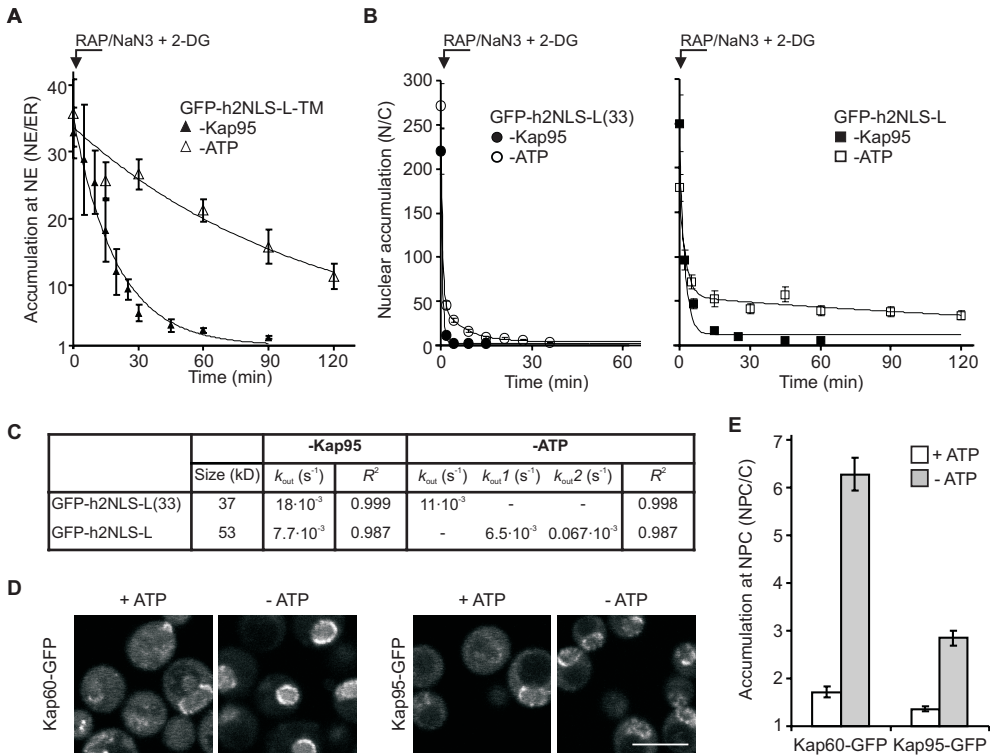 A
RAP/NaN3 + 2-DG
Accumulation at NE (NE/ER)
40
30
20
10
1
GFP-h2NLS-L-TM
-Kap95
-ATP
0 30 60 90 120
Time (min)
B
RAP/NaN3 + 2-DG
Nuclear accumulation (N/C)
300
250
200
150
100
50
0
GFP-h2NLS-L(33)
-Kap95
-ATP
0 20 40 60
Time (min)
RAP/NaN3 + 2-DG
GFP-h2NLS-L
-Kap95
-ATP
0 30 60 90 120
Time (min)
C
-Kap95 -ATP
Size (kD) kout (s-1) R2 kout (s-1) kout1 (s-1) kout2 (s-1) R2
GFP-h2NLS-L(33) 37 18·10-3 0.999 11·10-3 - - 0.998
GFP-h2NLS-L 53 7.7·10-3 0.987 - 6.5·10-3 0.067·10-3 0.987
D
+ ATP - ATP + ATP - ATP
Kap60-GFP
Kap95-GFP
E
Accumulation at NPC (NPC/C)
7
6
5
4
3
2
1
+ ATP
- ATP
Kap60-GFP Kap95-GFP